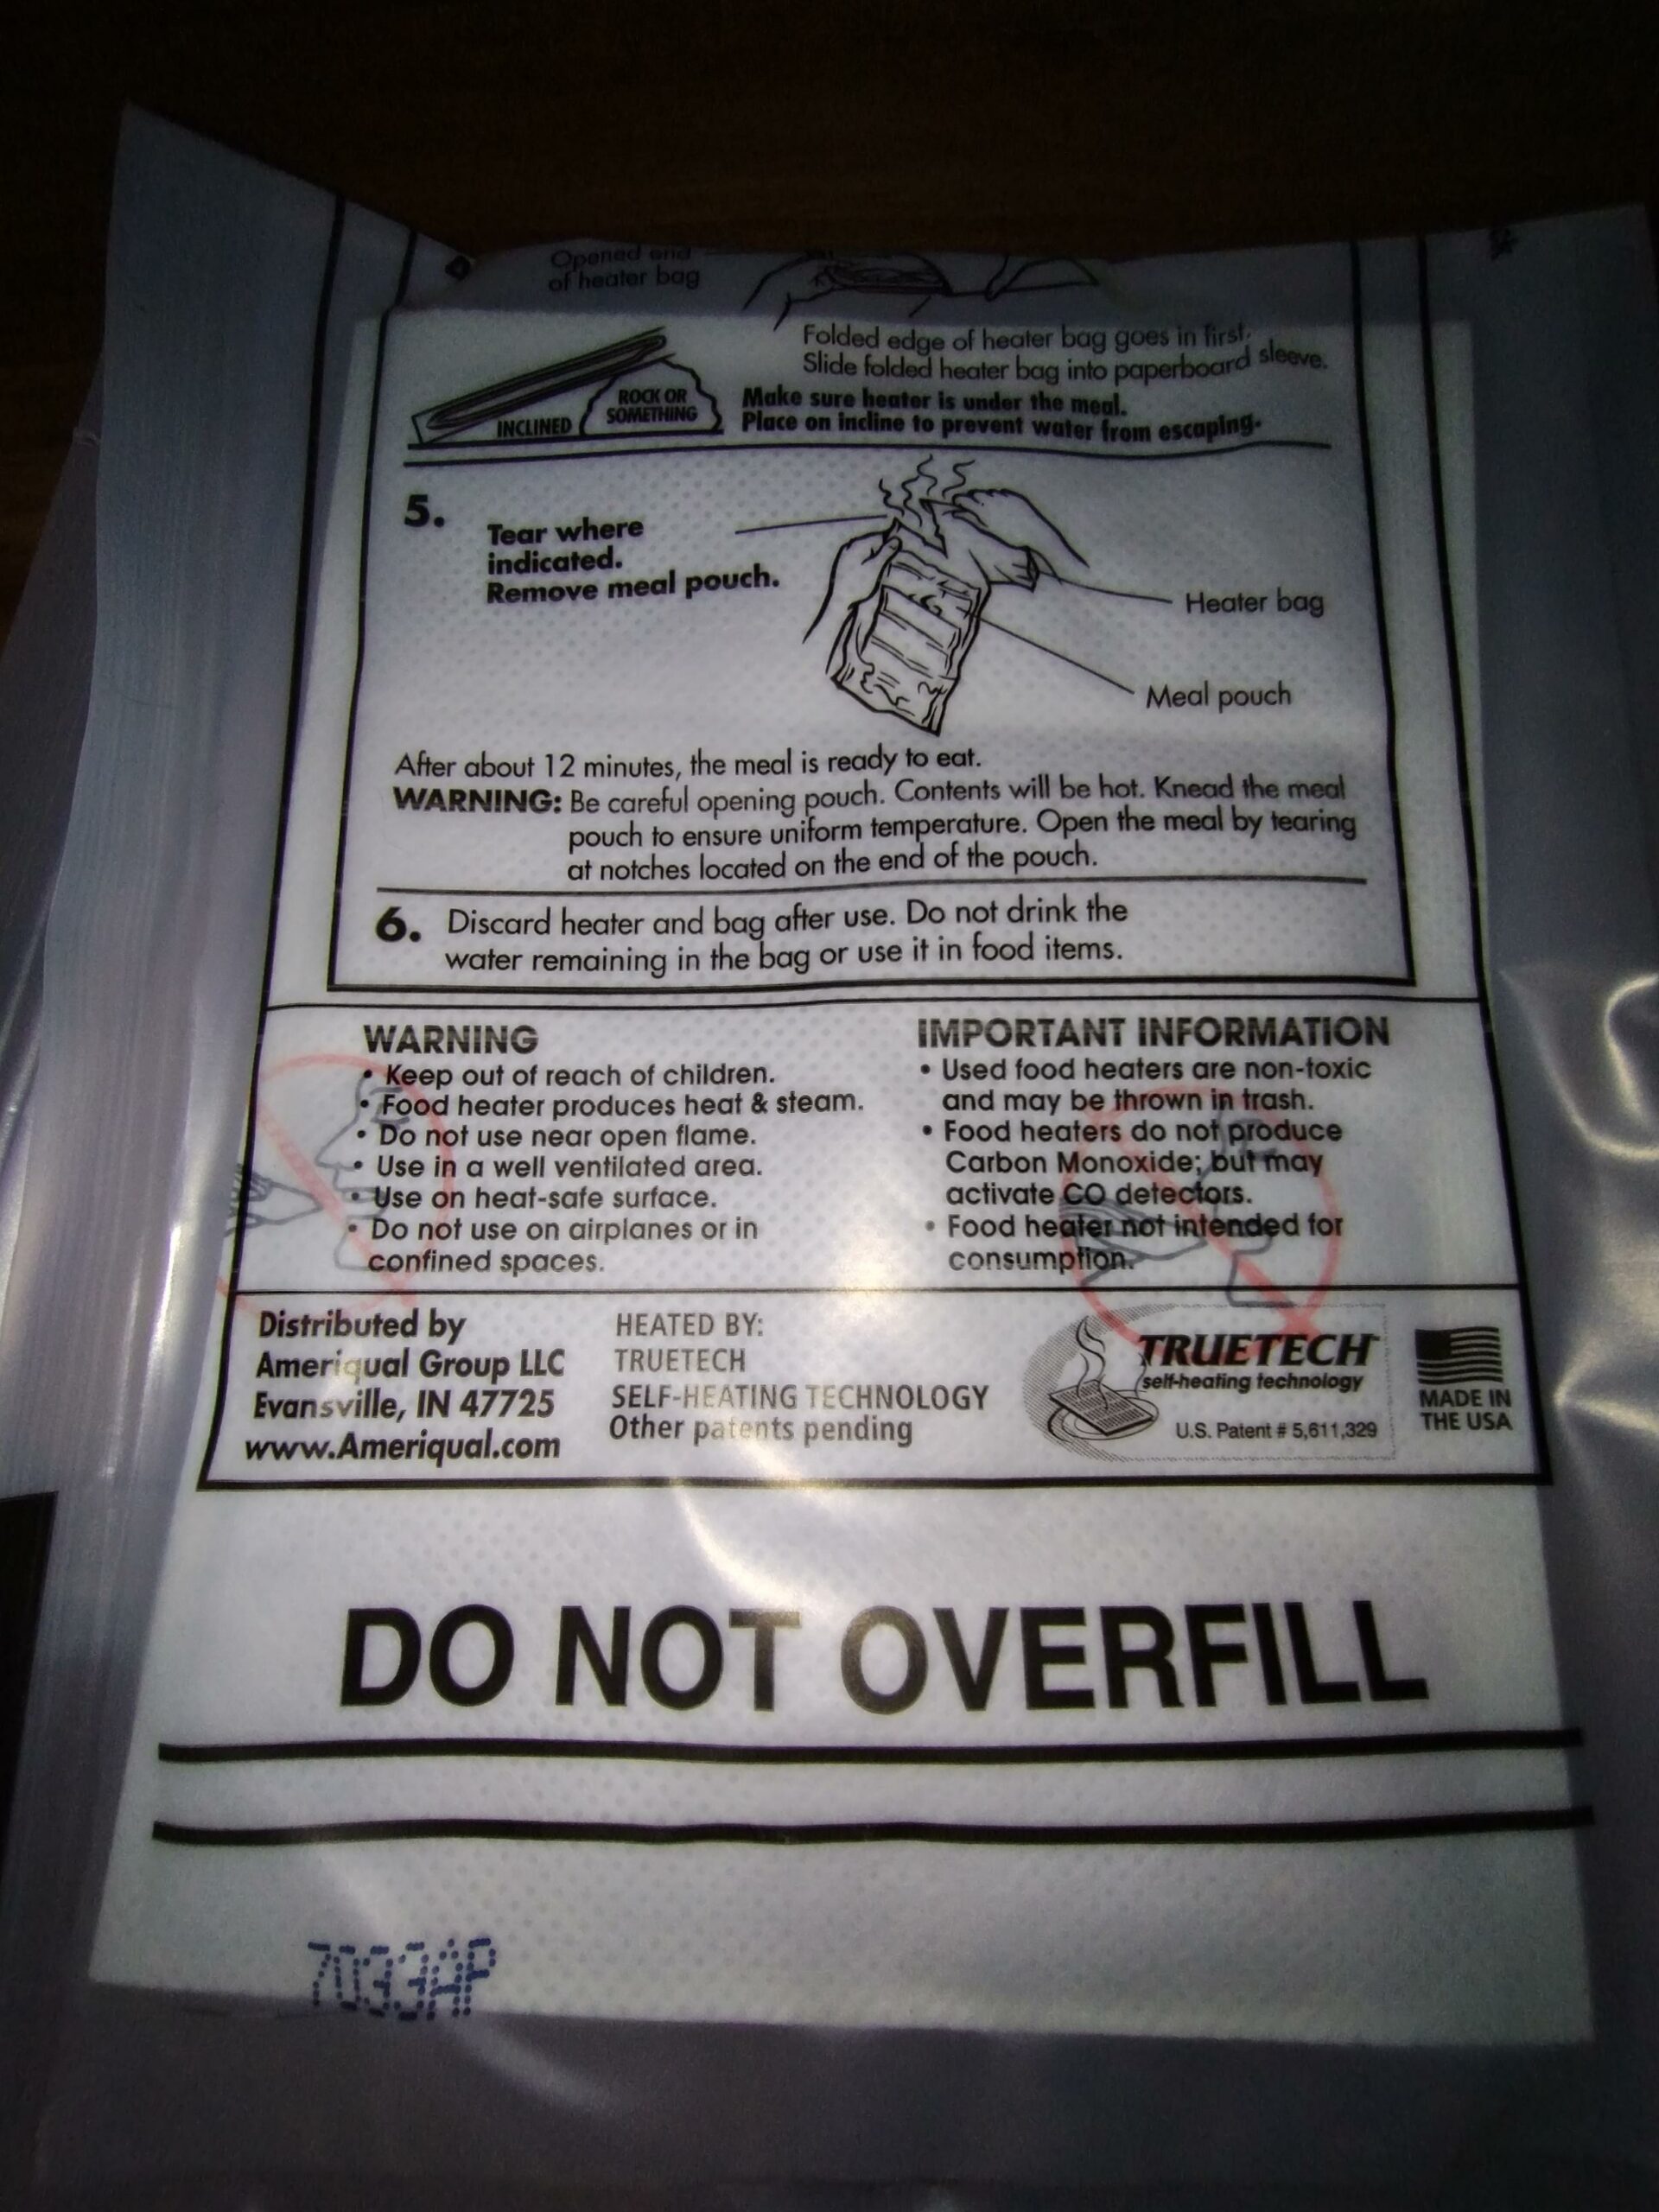 Opened end
of heater bag
Folded edge of heater bag goes in first.
Slide folded heater bag into paperboard sleeve.
INCLINED
ROCK OR
SOMETHING
Make sure heater is under the meal.
Place on incline to prevent water from escaping.
5.
Tear where
indicated.
Remove meal pouch.
Heater bag
Meal pouch
After about 12 minutes, the meal is ready to eat.
WARNING: Be careful opening pouch. Contents will be hot. Knead the meal
pouch to ensure uniform temperature. Open the meal by tearing
at notches located on the end of the pouch.
6. Discard heater and bag after use. Do not drink the
water remaining in the bag or use it in food items.
WARNING
• Keep out of reach of children.
• Food heater produces heat & steam.
• Do not use near open flame.
• Use in a well ventilated area.
• Use on heat-safe surface.
• Do not use on airplanes or in
confined spaces.
IMPORTANT INFORMATION
• Used food heaters are non-toxic
and may be thrown in trash.
• Food heaters do not produce
Carbon Monoxide; but may
activate CO detectors.
• Food heater not intended for
consumption.
Distributed by
Ameriqual Group LLC
Evansville, IN 47725
www.Ameriqual.com
HEATED BY:
TRUETECH
SELF-HEATING TECHNOLOGY
Other patents pending
TRUETECH
self-heating technology
U.S. Patent # 5,611,329
MADE IN
THE USA
DO NOT OVERFILL
7033AP